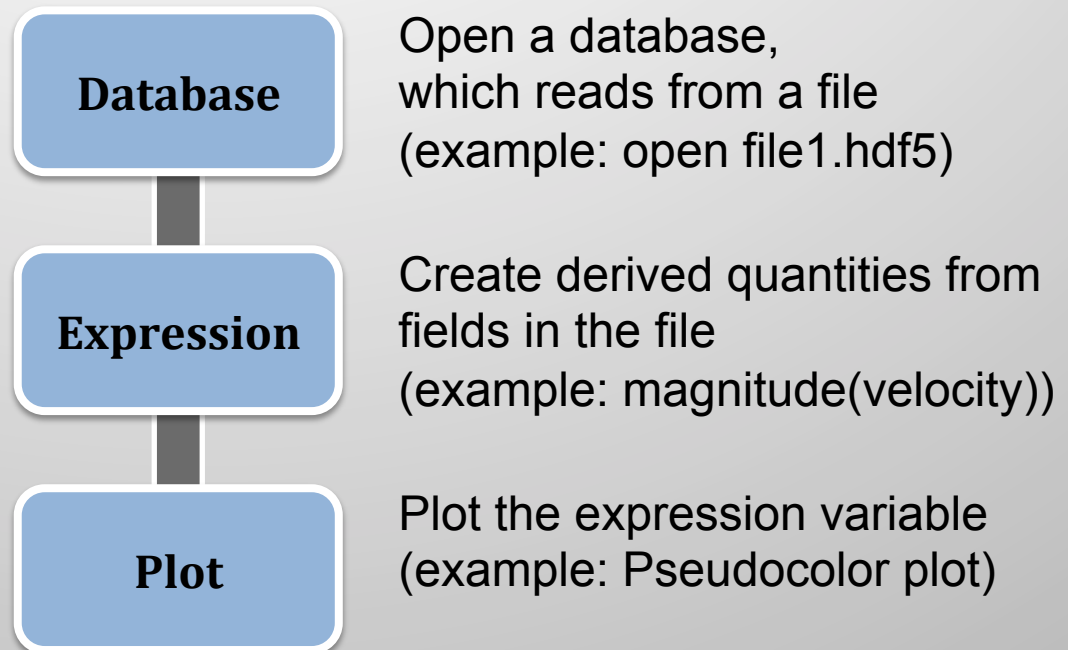 Database
Open a database,
which reads from a file
(example: open file1.hdf5)
Expression
Create derived quantities from
fields in the file
(example: magnitude(velocity))
Plot
Plot the expression variable
(example: Pseudocolor plot)